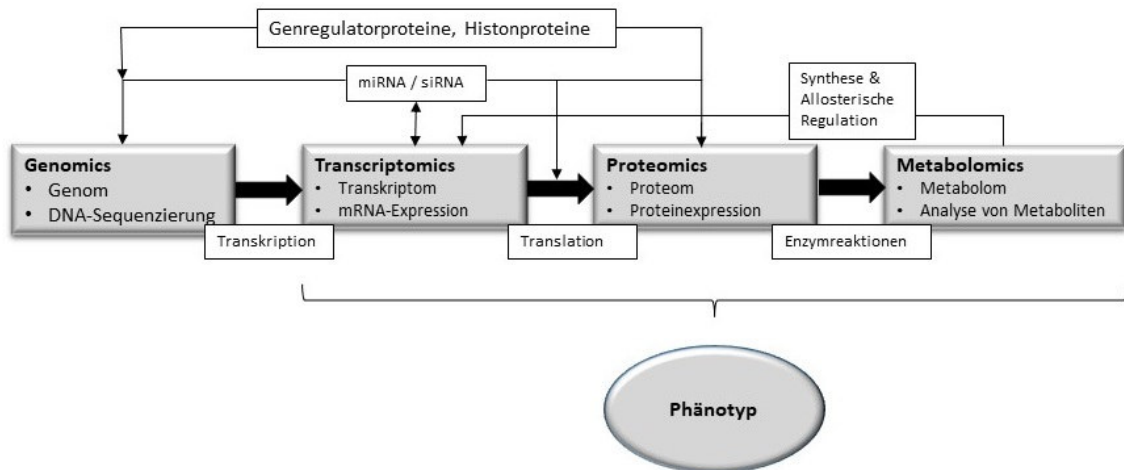 Genregulatorproteine, Histonproteine
miRNA / siRNA
Synthese &
Allosterische
Regulation
Genomics
• Genom
• DNA-Sequenzierung
Transcriptomics
• Transkriptom
• mRNA-Expression
Proteomics
• Proteom
• Proteinexpression
Metabolomics
• Metabolom
• Analyse von Metaboliten
Transkription
Translation
Enzymreaktionen
Phänotyp